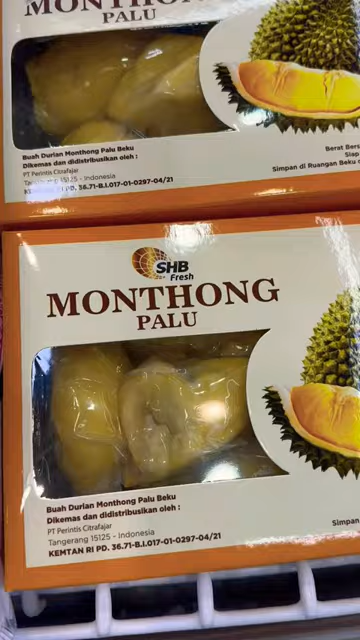 MONTHONG
PALU
Buah Durian Monthong Palu Beku
Dikemas dan didistribusikan oleh :
PT Perintis Citrafajar
Tangerang 15125 - Indonesia
KEMTAN RI PD. 36.71-B.I.017-01-0297-04/21
Berat Bers
Siap
Simpan di Ruangan Beku
SHB
Fresh
MONTHONG
PALU
Buah Durian Monthong Palu Beku
Dikemas dan didistribusikan oleh :
PT Perintis Citrafajar
Tangerang 15125 - Indonesia
KEMTAN RI PD. 36.71-B.I.017-01-0297-04/21
Simpan